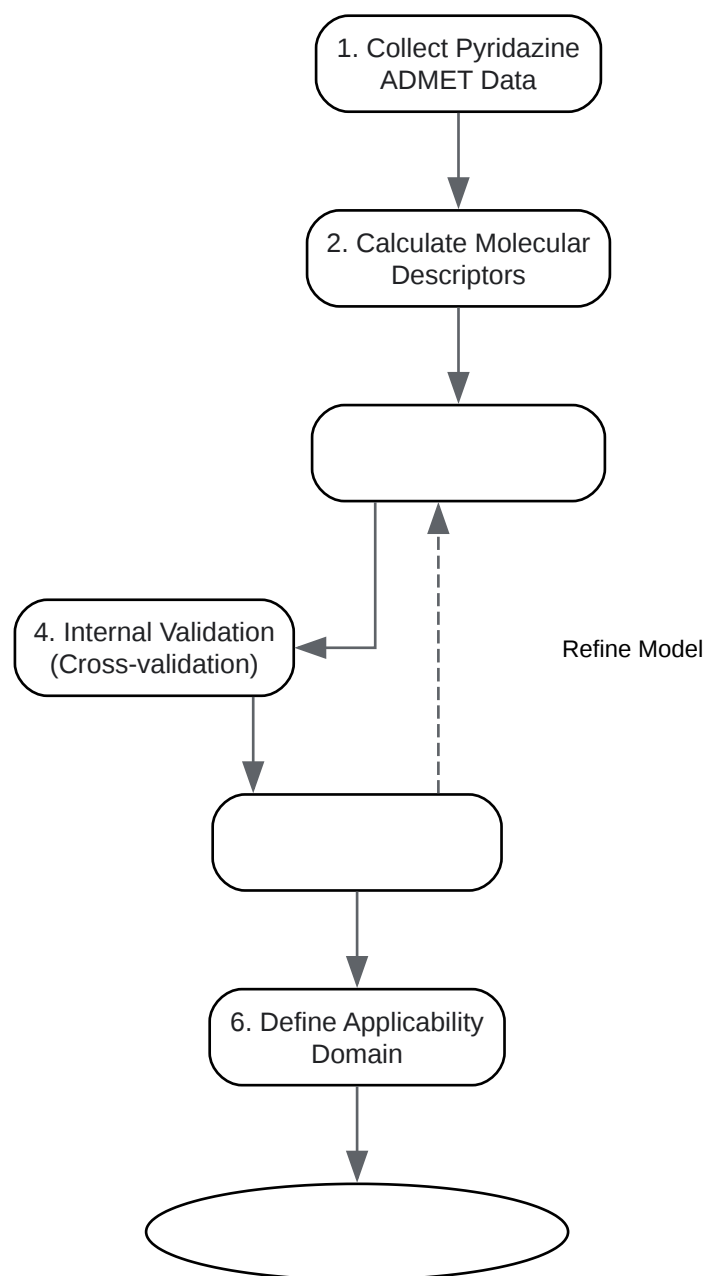 1. Collect Pyridazine
ADMET Data
2. Calculate Molecular
Descriptors
4. Internal Validation
(Cross-validation)
Refine Model
6. Define Applicability
Domain